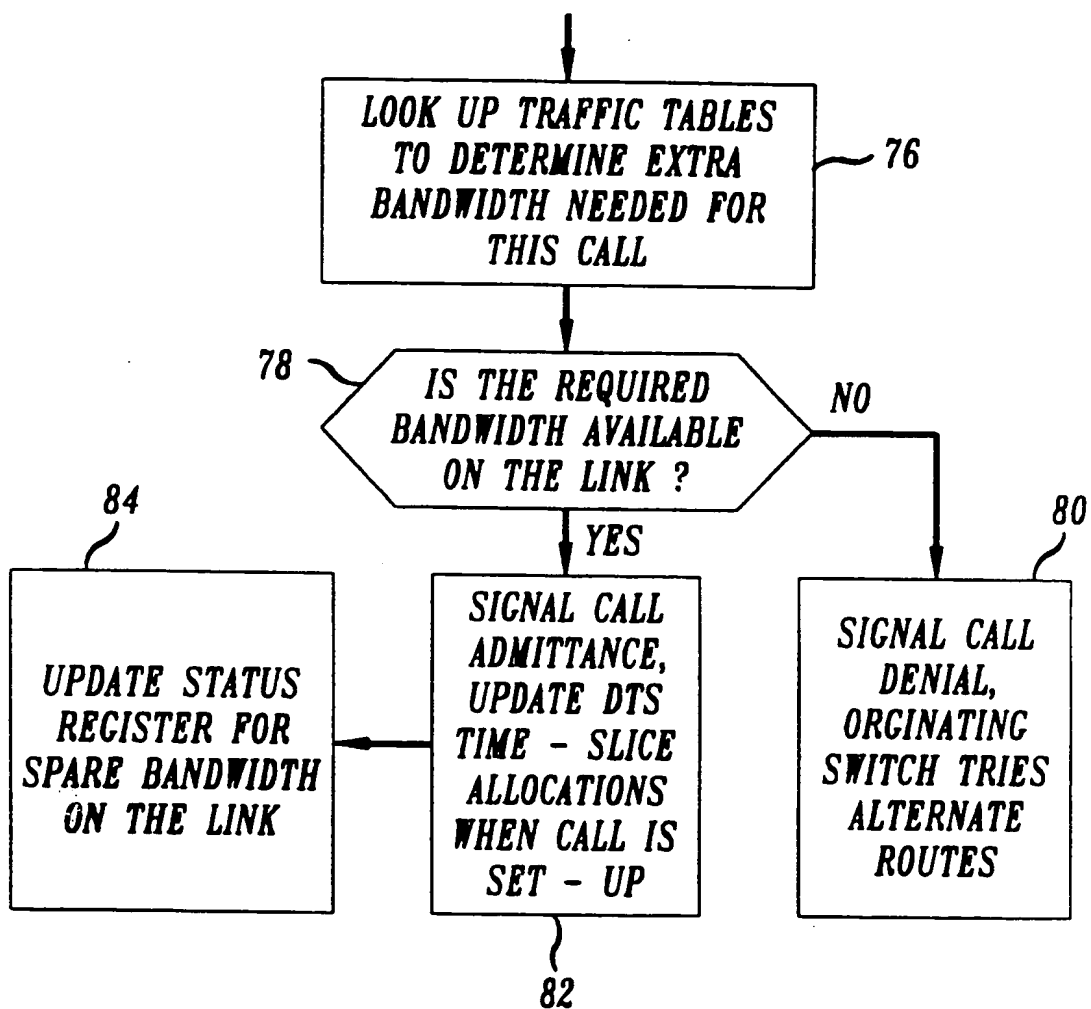 LOOK UP TRAFFIC TABLES
TO DETERMINE EXTRA
BANDWIDTH NEEDED FOR
THIS CALL
76
78
IS THE REQUIRED
BANDWIDTH AVAILABLE
ON THE LINK ?
NO
YES
84
UPDATE STATUS
REGISTER FOR
SPARE BANDWIDTH
ON THE LINK
SIGNAL CALL
ADMITTANCE,
UPDATE DTS
TIME - SLICE
ALLOCATIONS
WHEN CALL IS
SET - UP
82
80
SIGNAL CALL
DENIAL,
ORGINATING
SWITCH TRIES
ALTERNATE
ROUTES